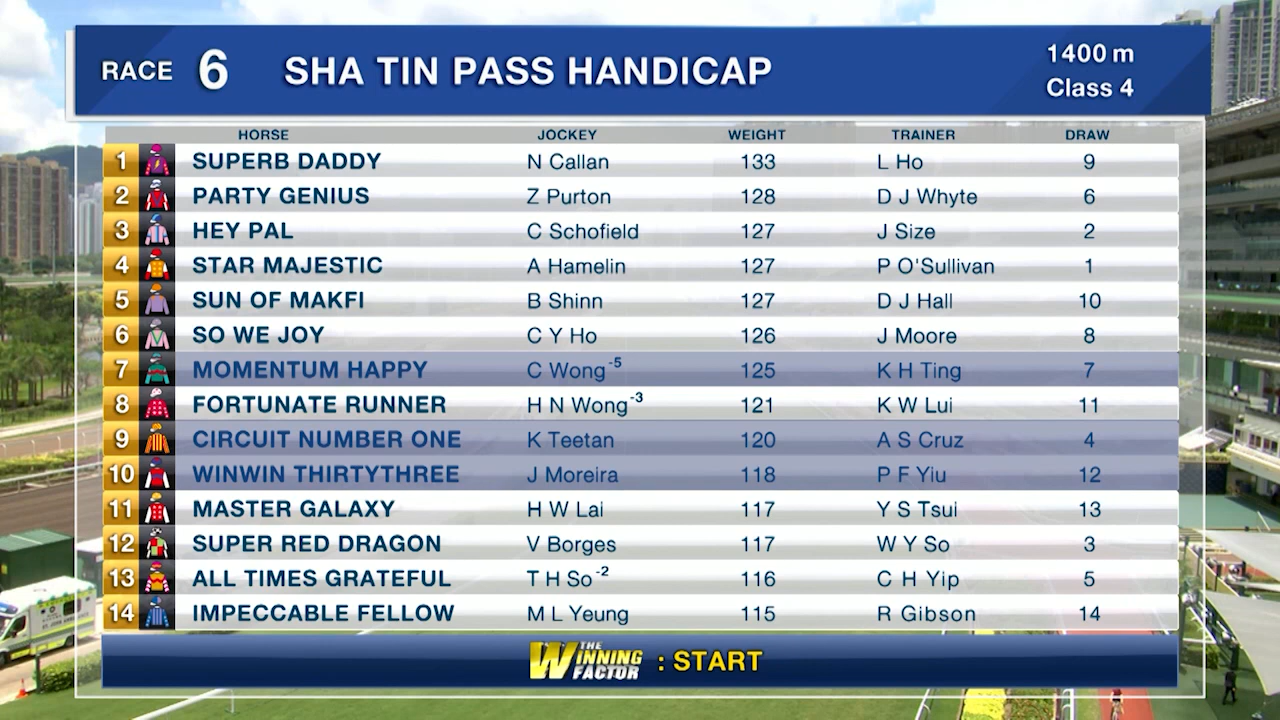 RACE 6 SHA TIN PASS HANDICAP 1400 m
Class 4
HORSE JOCKEY WEIGHT TRAINER DRAW
1 SUPERB DADDY N Callan 133 L Ho 9
2 PARTY GENIUS Z Purton 128 D J Whyte 6
3 HEY PAL C Schofield 127 J Size 2
4 STAR MAJESTIC A Hamelin 127 P O'Sullivan 1
5 SUN OF MAKFI B Shinn 127 D J Hall 10
6 SO WE JOY C Y Ho 126 J Moore 8
7 MOMENTUM HAPPY C Wong -5 125 K H Ting 7
8 FORTUNATE RUNNER H N Wong -3 121 K W Lui 11
9 CIRCUIT NUMBER ONE K Teetan 120 A S Cruz 4
10 WINWIN THIRTYTHREE J Moreira 118 P F Yiu 12
11 MASTER GALAXY H W Lai 117 Y S Tsui 13
12 SUPER RED DRAGON V Borges 117 W Y So 3
13 ALL TIMES GRATEFUL T H So -2 116 C H Yip 5
14 IMPECCABLE FELLOW M L Yeung 115 R Gibson 14
THE WINNING FACTOR : START